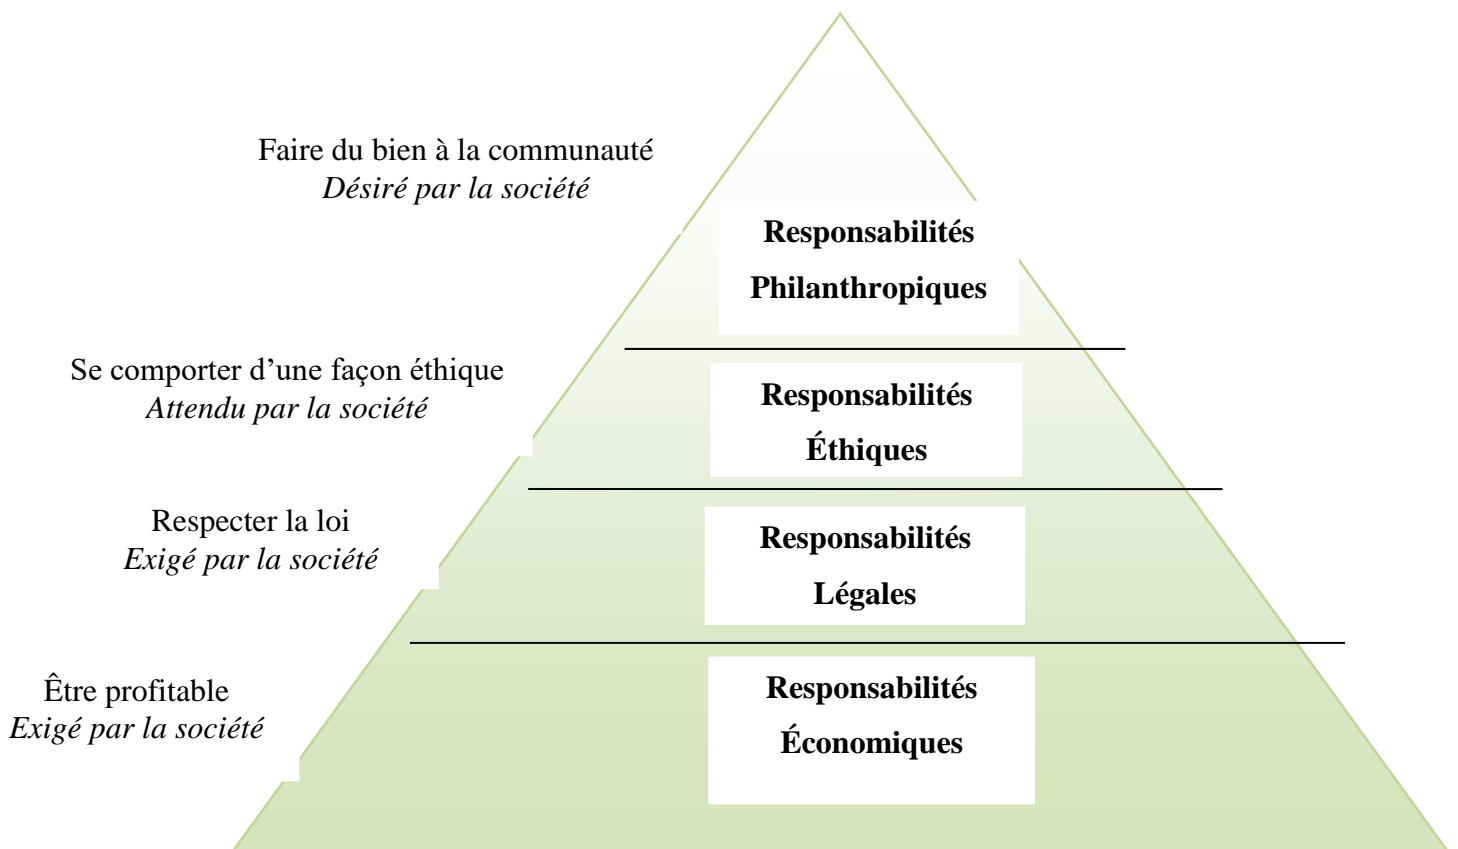 Faire du bien à la communauté
Désiré par la société
Responsabilités
Philanthropiques
Se comporter d’une façon éthique
Attendu par la société
Responsabilités
Éthiques
Respecter la loi
Exigé par la société
Responsabilités
Légales
Être profitable
Exigé par la société
Responsabilités
Économiques